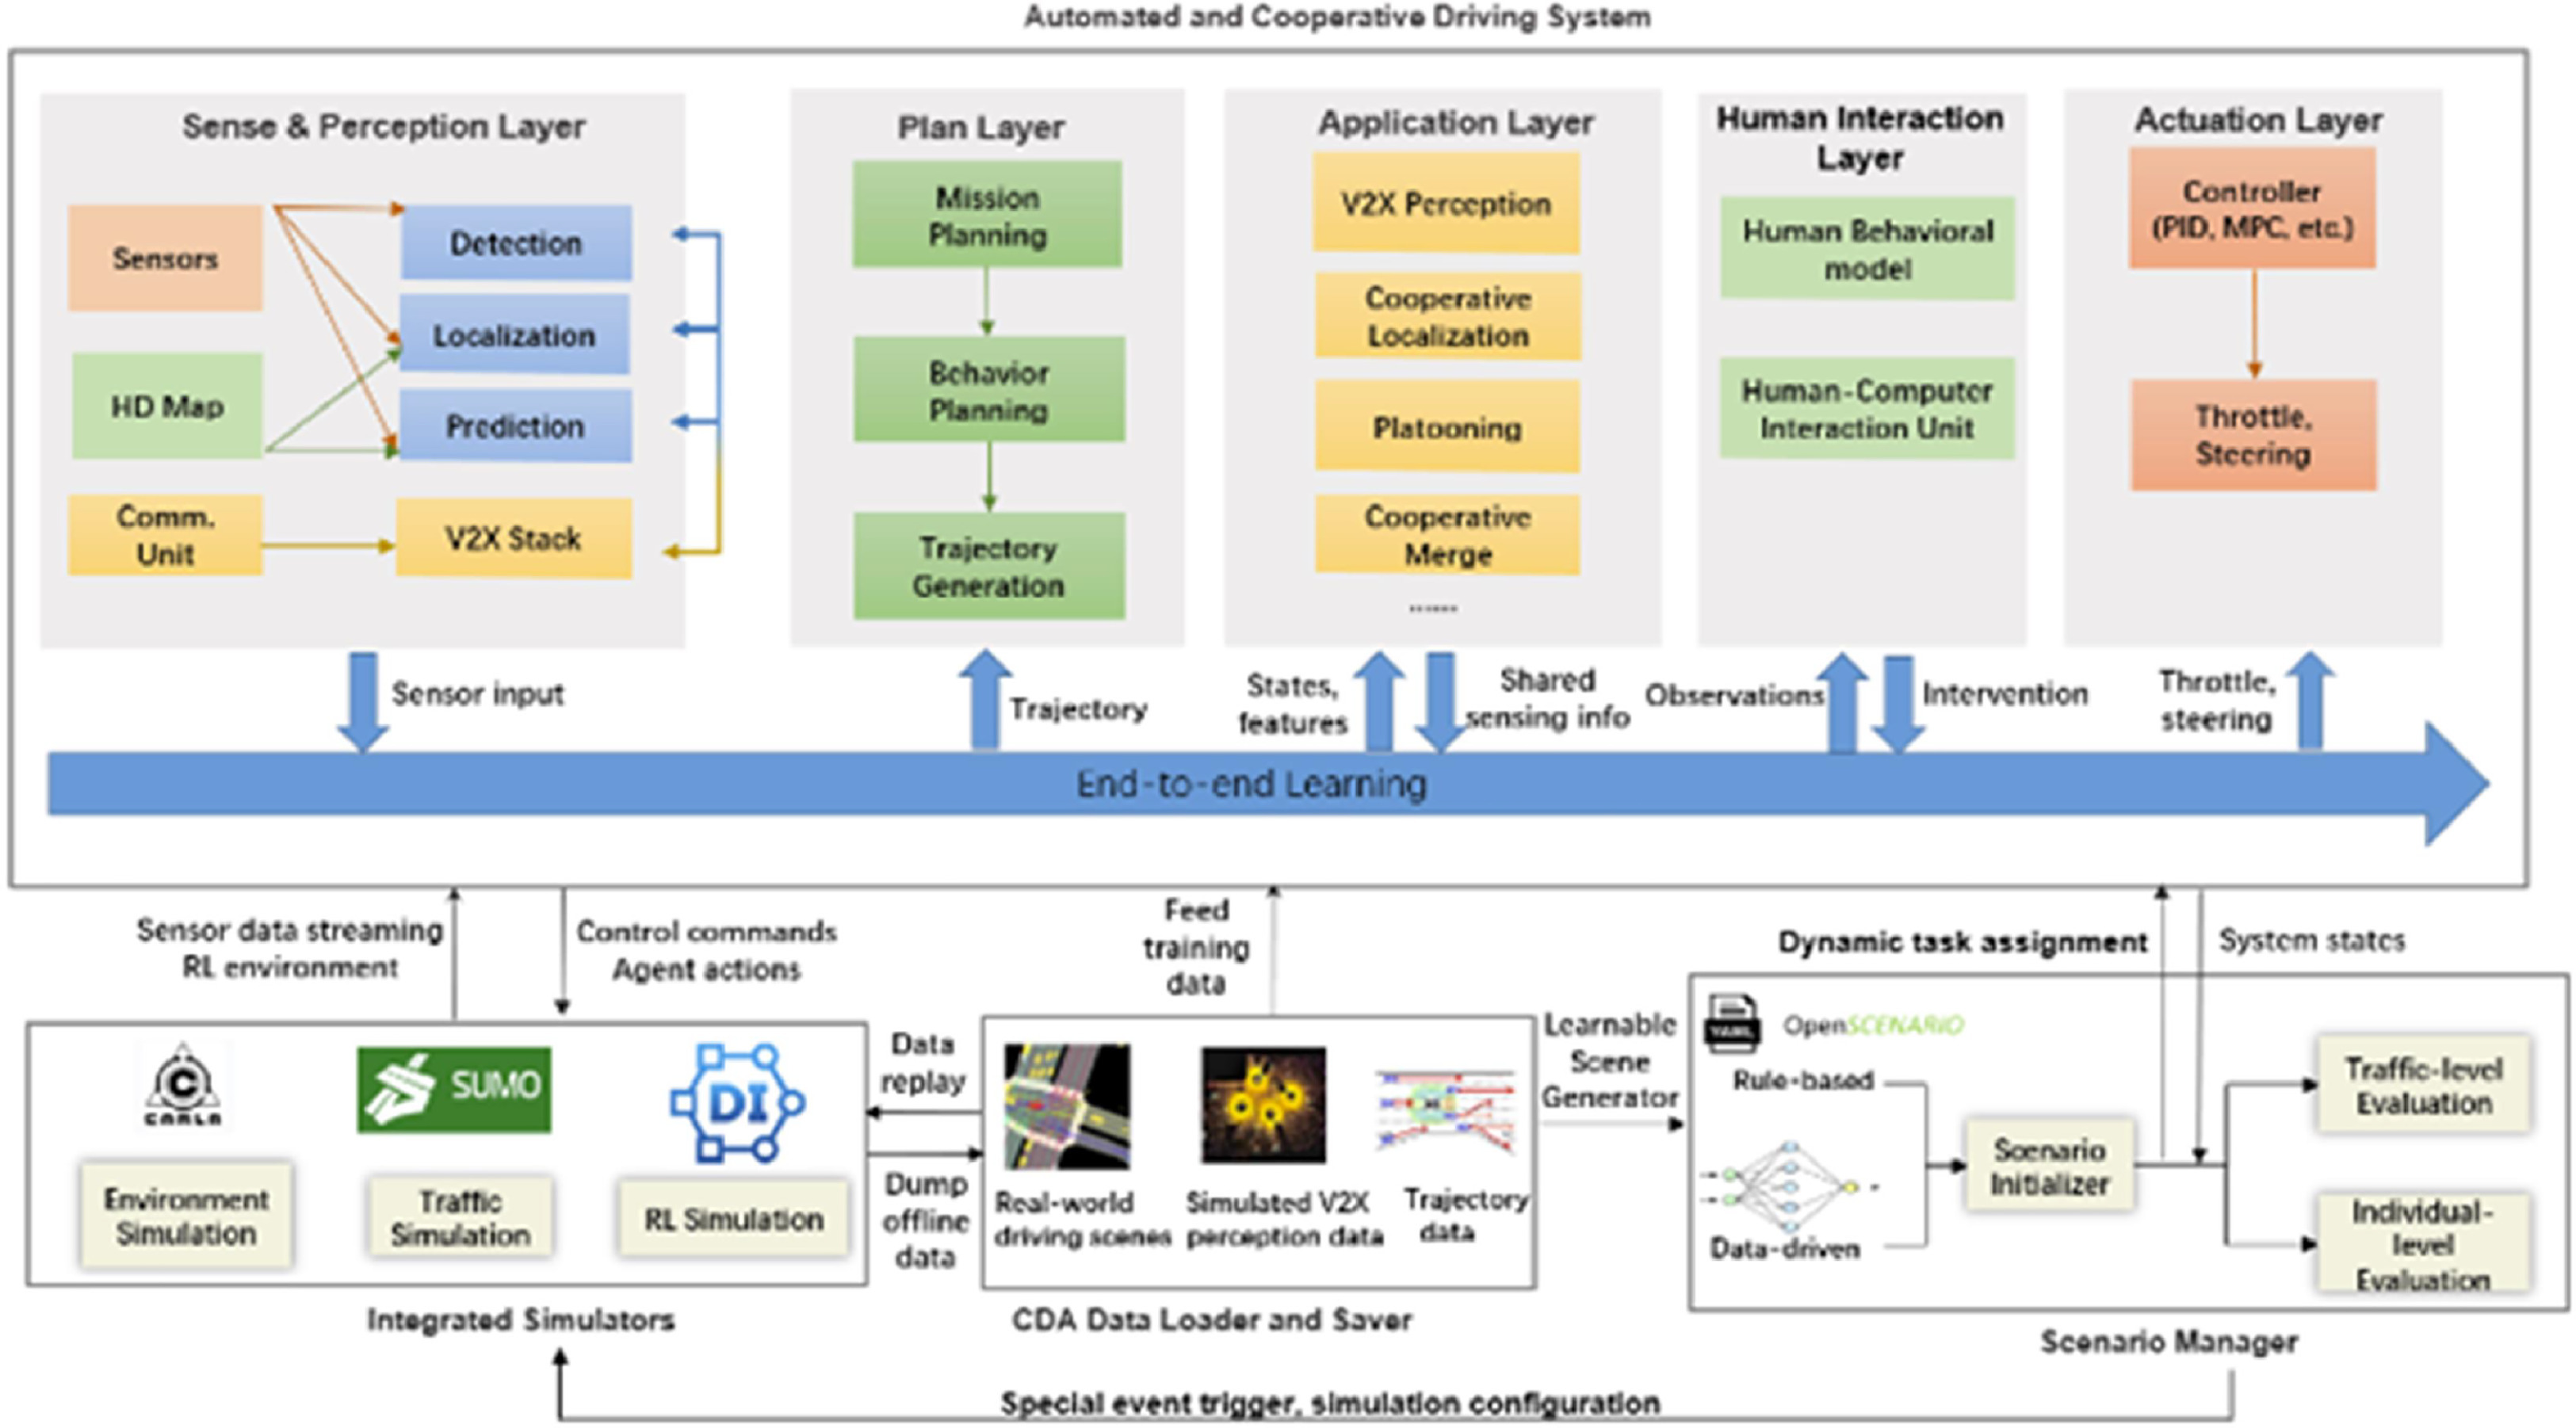 Automated and Cooperative Driving System
Sense & Perception Layer
Sensors
HD Map
Comm.
Unit
Detection
Localization
Prediction
V2X Stack
Plan Layer
Mission
Planning
Behavior
Planning
Trajectory
Generation
Application Layer
V2X Perception
Cooperative
Localization
Platooning
Cooperative
Merge
......
Human Interaction
Layer
Human Behavioral
model
Human-Computer
Interaction Unit
Actuation Layer
Controller
(PID, MPC, etc.)
Throttle,
Steering
Sensor input
Trajectory
States,
features
Shared
sensing info
Observations
Intervention
Throttle,
steering
End-to-end Learning
Sensor data streaming
RL environment
Control commands
Agent actions
Feed
training
data
Dynamic task assignment
System states
CARLA
SUMO
DI
Environment
Simulation
Traffic
Simulation
RL Simulation
Integrated Simulators
Data
replay
Dump
offline
data
Real-world
driving scenes
Simulated V2X
perception data
Trajectory
data
CDA Data Loader and Saver
Learnable
Scene
Generator
YAML
OpenSCENARIO
Rule-based
Data-driven
Scenario
Initializer
Traffic-level
Evaluation
Individual-
level
Evaluation
Scenario Manager
Special event trigger, simulation configuration